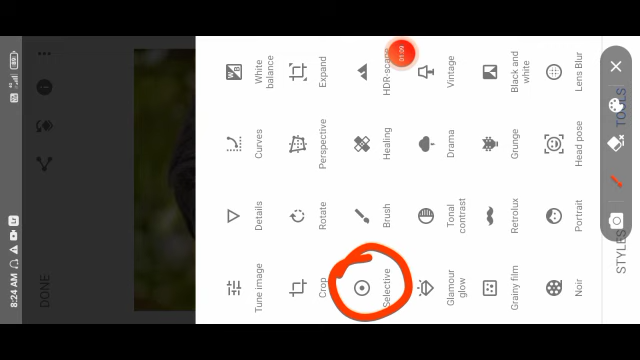 8:24 AM
DONE
Tune image
Details
Curves
White balance
Crop
Rotate
Perspective
Expand
Selective
Brush
Healing
HDR-scape
Glamour glow
Tonal contrast
Drama
Vintage
Grainy film
Retrolux
Grunge
Black and white
Noir
Portrait
Head pose
Lens Blur
STYLES
TOOLS